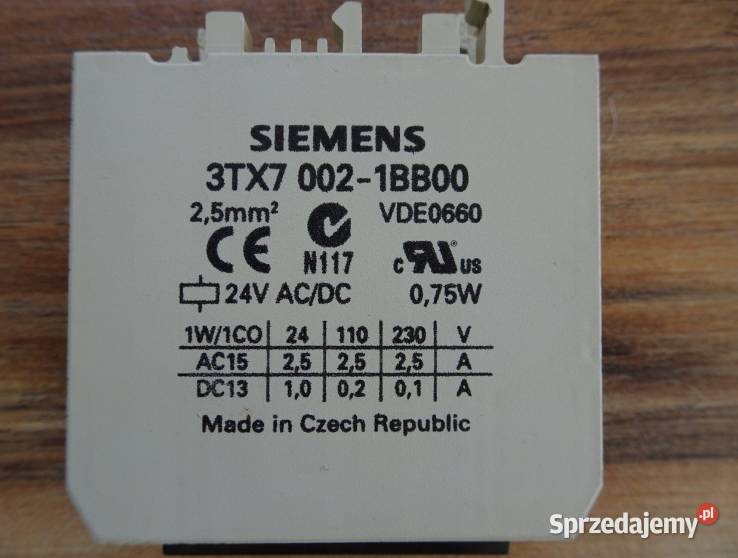 SIEMENS
3TX7 002-1BB00
2,5mm² VDE0660
CE N117 c RU ® US
24V AC/DC 0,75W
1W/1CO 24 110 230 V
AC15 2,5 2,5 2,5 A
DC13 1,0 0,2 0,1 A
Made in Czech Republic
Sprzedajemy.pl